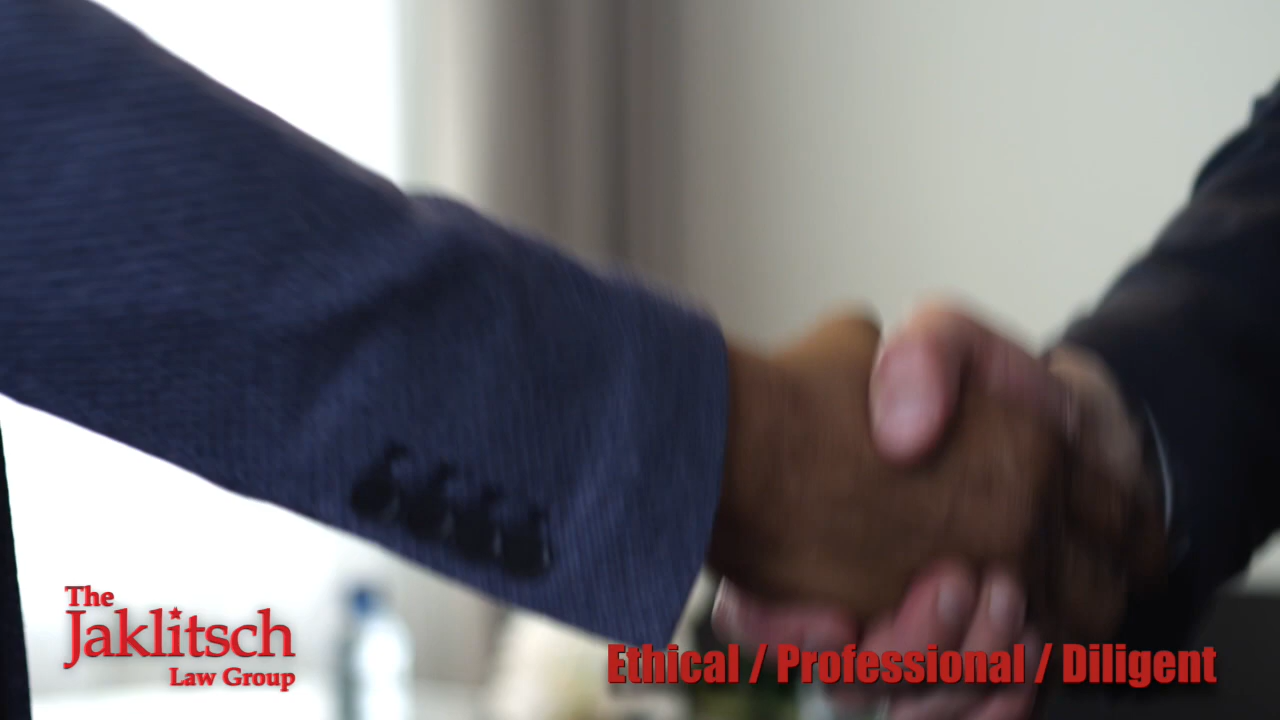 The
Jaklitsch
Law Group
Ethical / Professional / Diligent